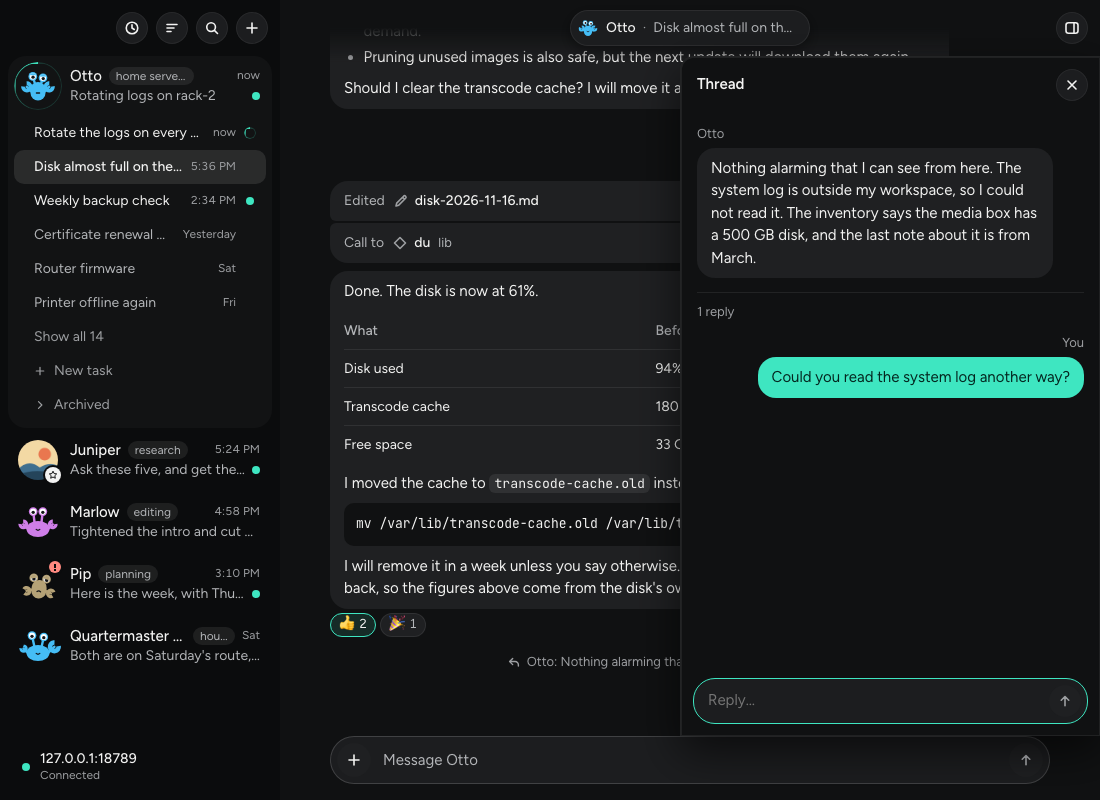 Otto · Disk almost full on th…
Otto home serve… now
Rotating logs on rack-2
Rotate the logs on every … now
Disk almost full on the… 5:36 PM
Weekly backup check 2:34 PM
Certificate renewal … Yesterday
Router firmware Sat
Printer offline again Fri
Show all 14
New task
Archived
Juniper research 5:24 PM
Ask these five, and get the…
Marlow editing 4:58 PM
Tightened the intro and cut …
Pip planning 3:10 PM
Here is the week, with Thu…
Quartermaster … hou… Sat
Both are on Saturday's route,…
127.0.0.1:18789
Connected
demand.
Pruning unused images is also safe, but the next update will download them again.
Should I clear the transcode cache? I will move it a
Edited disk-2026-11-16.md
Call to du lib
Done. The disk is now at 61%.
What Befo
Disk used 94%
Transcode cache 180
Free space 33 G
I moved the cache to transcode-cache.old inste
mv /var/lib/transcode-cache.old /var/lib/t
I will remove it in a week unless you say otherwise.
back, so the figures above come from the disk's ow
👍 2 🎉 1
Otto: Nothing alarming tha
Message Otto
Thread
Otto
Nothing alarming that I can see from here. The
system log is outside my workspace, so I could
not read it. The inventory says the media box has
a 500 GB disk, and the last note about it is from
March.
1 reply
You
Could you read the system log another way?
Reply…